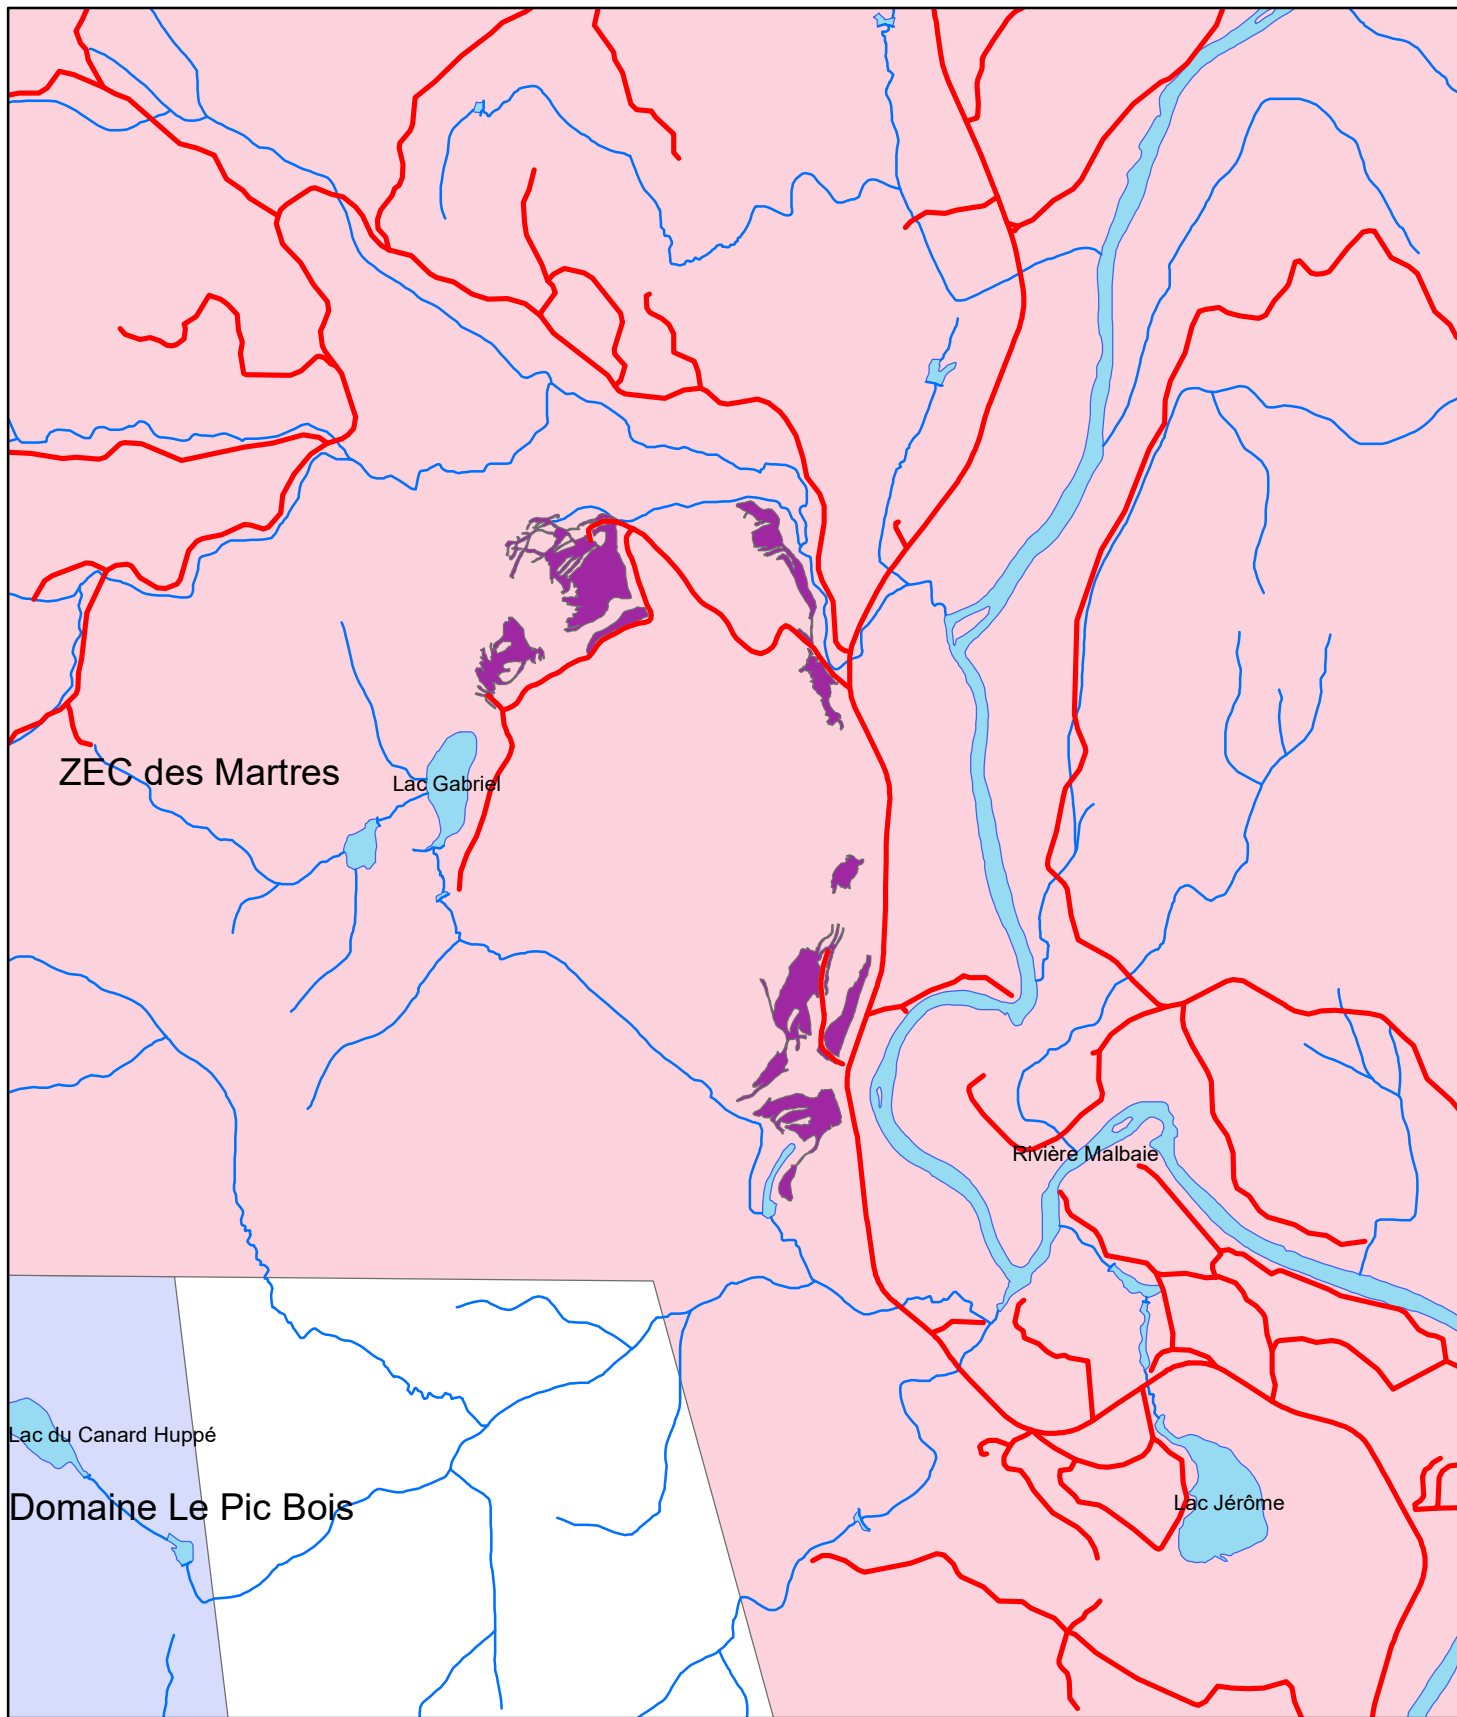 ZEC des Martres
Lac Gabriel
Rivière Malbaie
Lac du Canard Huppé
Domaine Le Pic Bois
Lac Jérôme